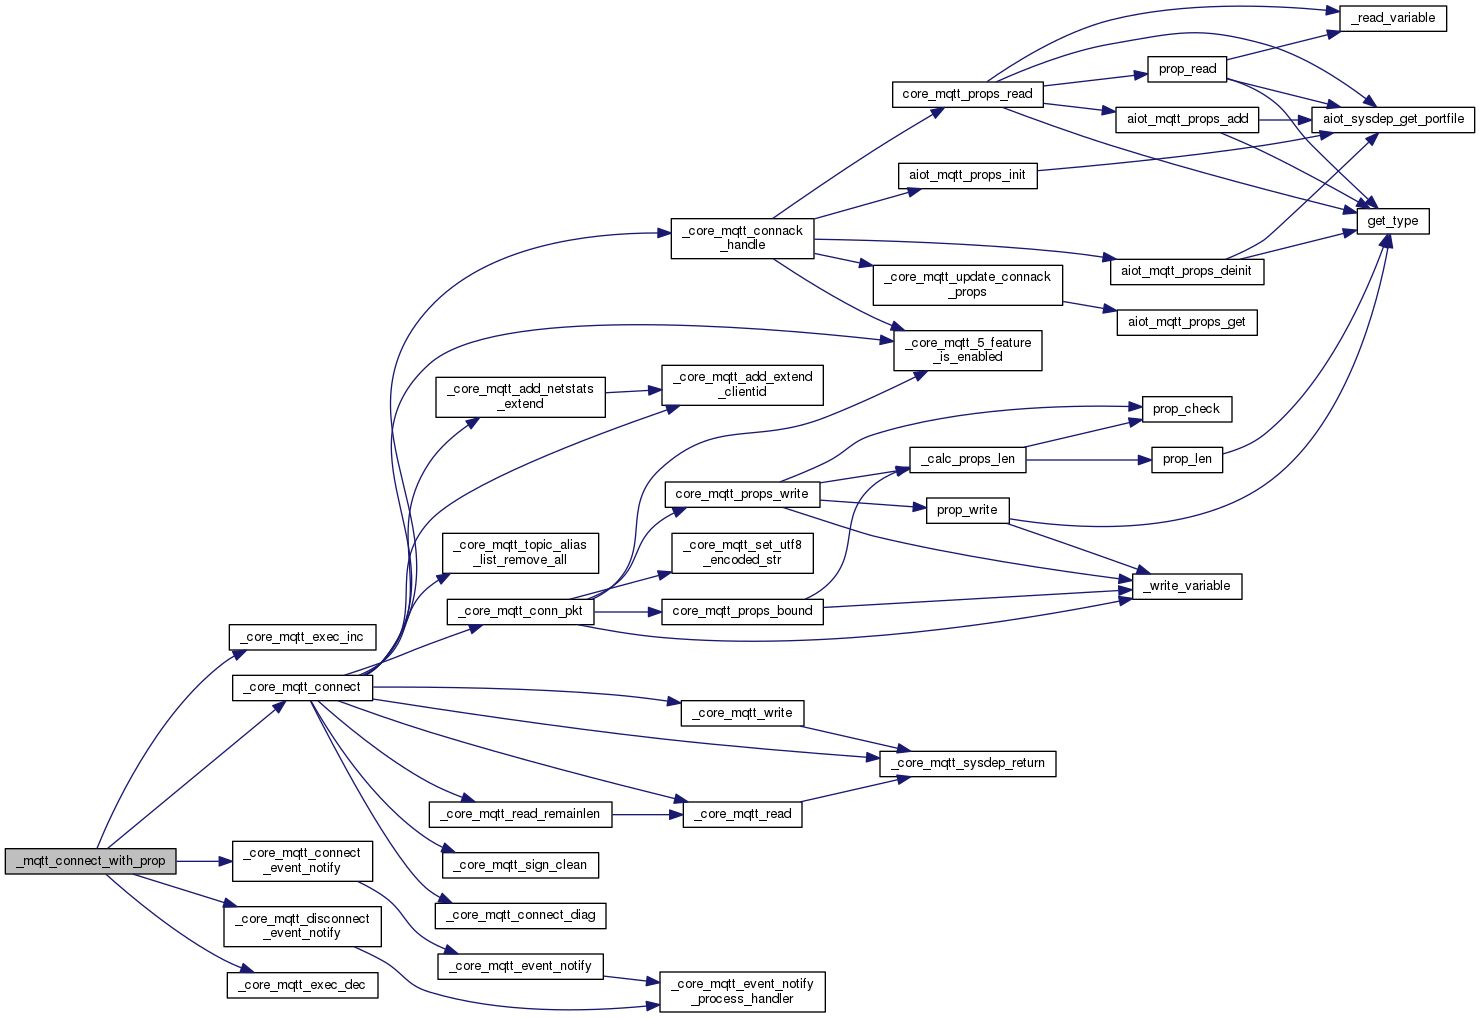 _read_variable
prop_read
core_mqtt_props_read
aiot_mqtt_props_add
aiot_sysdep_get_portfile
aiot_mqtt_props_init
get_type
_core_mqtt_connack
_handle
aiot_mqtt_props_deinit
_core_mqtt_update_connack
_props
aiot_mqtt_props_get
_core_mqtt_5_feature
_is_enabled
_core_mqtt_add_netstats
_extend
_core_mqtt_add_extend
_clientid
prop_check
_calc_props_len
prop_len
core_mqtt_props_write
prop_write
_core_mqtt_topic_alias
_list_remove_all
_core_mqtt_set_utf8
_encoded_str
_write_variable
_core_mqtt_conn_pkt
core_mqtt_props_bound
_core_mqtt_exec_inc
_core_mqtt_connect
_core_mqtt_write
_core_mqtt_sysdep_return
_core_mqtt_read_remainlen
_core_mqtt_read
_mqtt_connect_with_prop
_core_mqtt_connect
_event_notify
_core_mqtt_sign_clean
_core_mqtt_connect_diag
_core_mqtt_disconnect
_event_notify
_core_mqtt_event_notify
_core_mqtt_exec_dec
_core_mqtt_event_notify
_process_handler